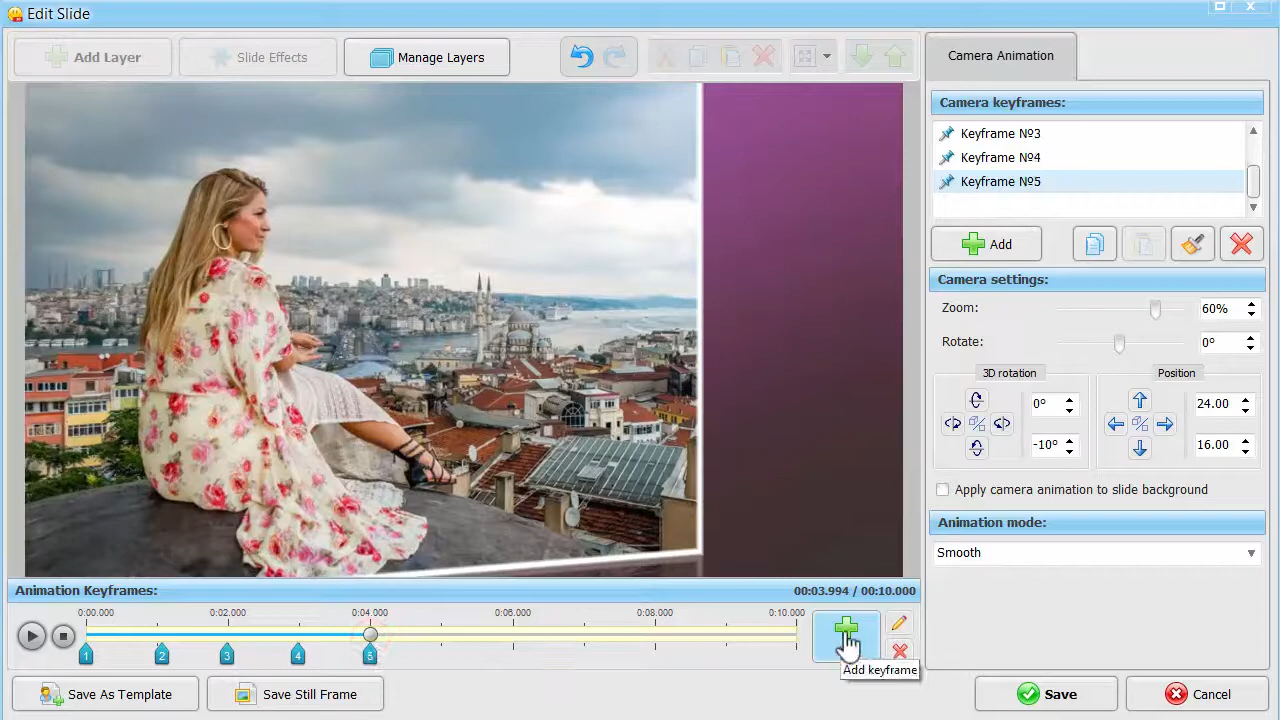 Edit Slide
Add Layer
Slide Effects
Manage Layers
Camera Animation
Camera keyframes:
Keyframe №3
Keyframe №4
Keyframe №5
Add
Camera settings:
Zoom:
60%
Rotate:
0º
3D rotation
Position
0º
24.00
-10º
16.00
Apply camera animation to slide background
Animation mode:
Smooth
Animation Keyframes:
00:03.994 / 00:10.000
0:00.000
0:02.000
0:04.000
0:06.000
0:08.000
0:10.000
1
2
3
4
5
Add keyframe
Save As Template
Save Still Frame
Save
Cancel